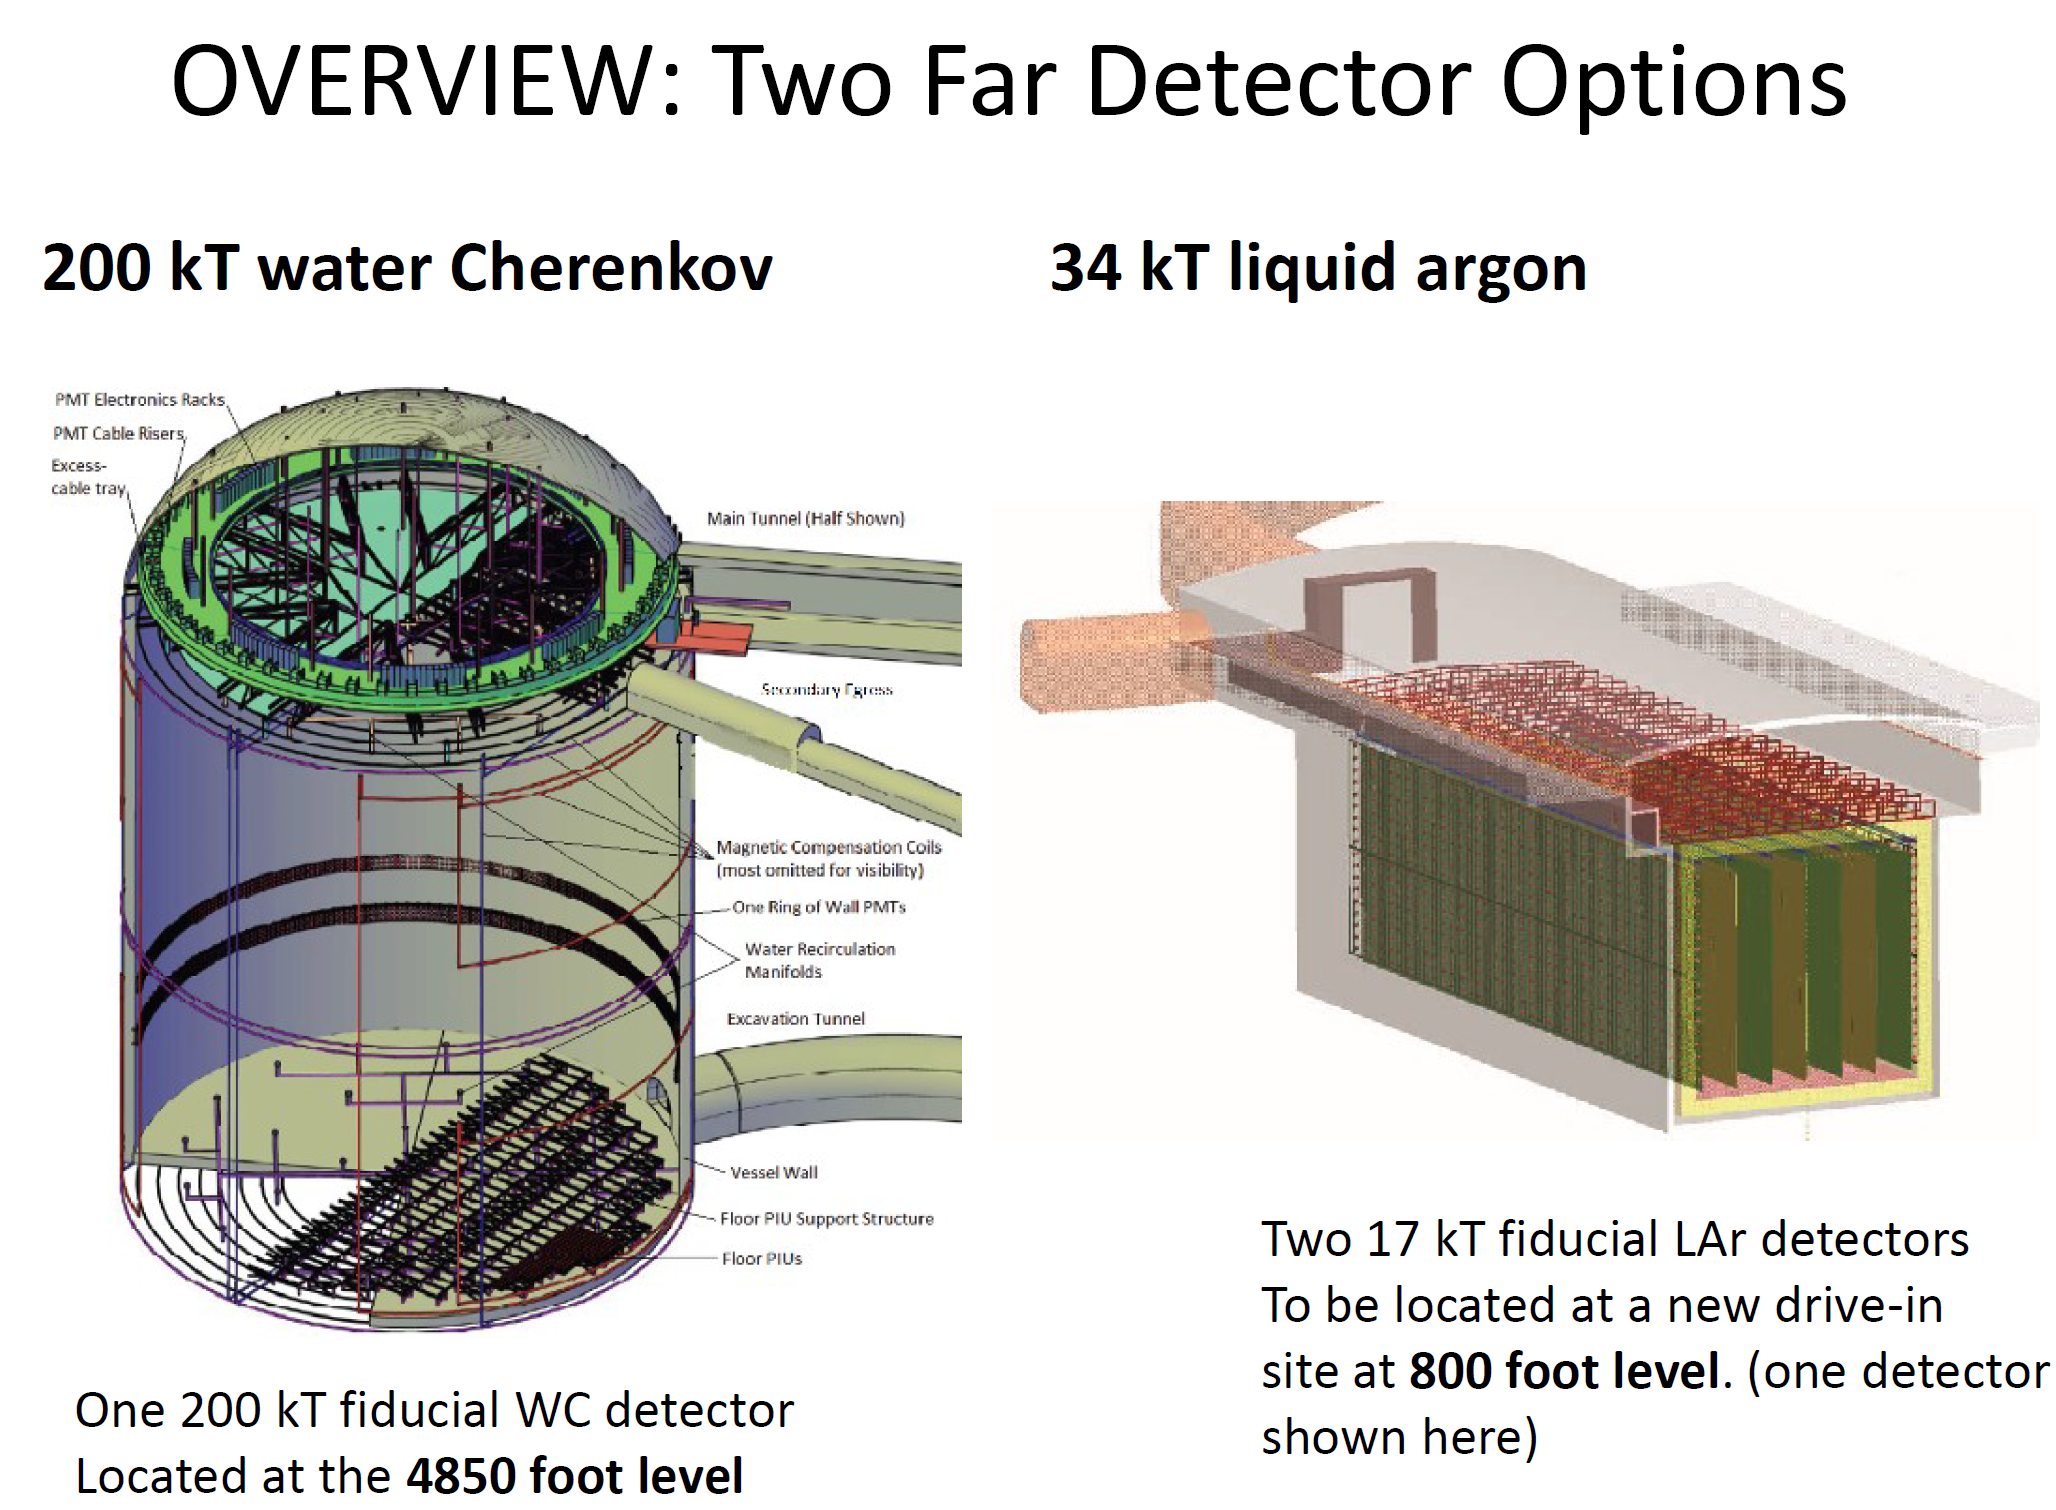 OVERVIEW: Two Far Detector Options
200 kT water Cherenkov
34 kT liquid argon
PMT Electronics Racks
PMT Cable Risers
Excess-
cable tray
Main Tunnel (Half Shown)
Secondary Egress
Magnetic Compensation Coils
(most omitted for visibility)
One Ring of Wall PMTs
Water Recirculation
Manifolds
Excavation Tunnel
Vessel Wall
Floor PIU Support Structure
Floor PIUs
One 200 kT fiducial WC detector
Located at the 4850 foot level
Two 17 kT fiducial LAr detectors
To be located at a new drive-in
site at 800 foot level. (one detector
shown here)